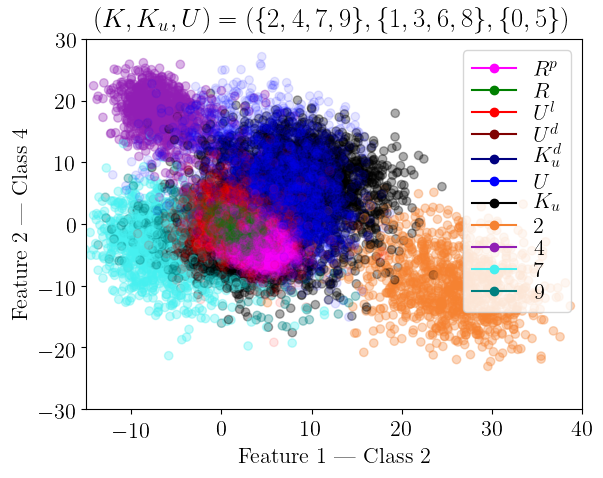 (K, K_u, U) = ({2, 4, 7, 9}, {1, 3, 6, 8}, {0, 5})
30
20
10
0
−10
−20
−30
Feature 2 — Class 4
−10
0
10
20
30
40
Feature 1 — Class 2
R^p
R
U^l
U^d
K_u^d
U
K_u
2
4
7
9